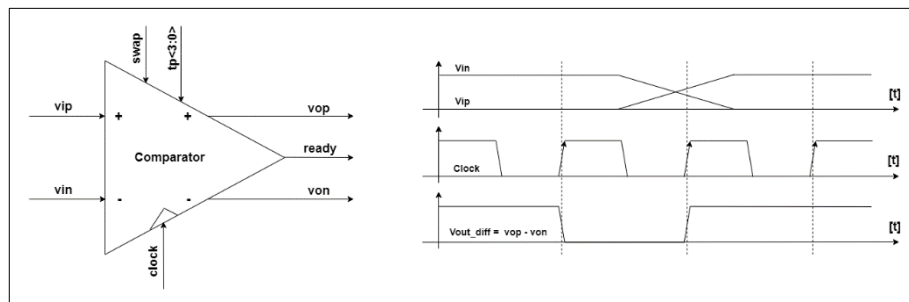 swap
tp<3:0>
vip
+
+
vop
Comparator
ready
vin
-
-
von
clock
Vin
Vip
[t]
Clock
[t]
Vout_diff = vop - von
[t]